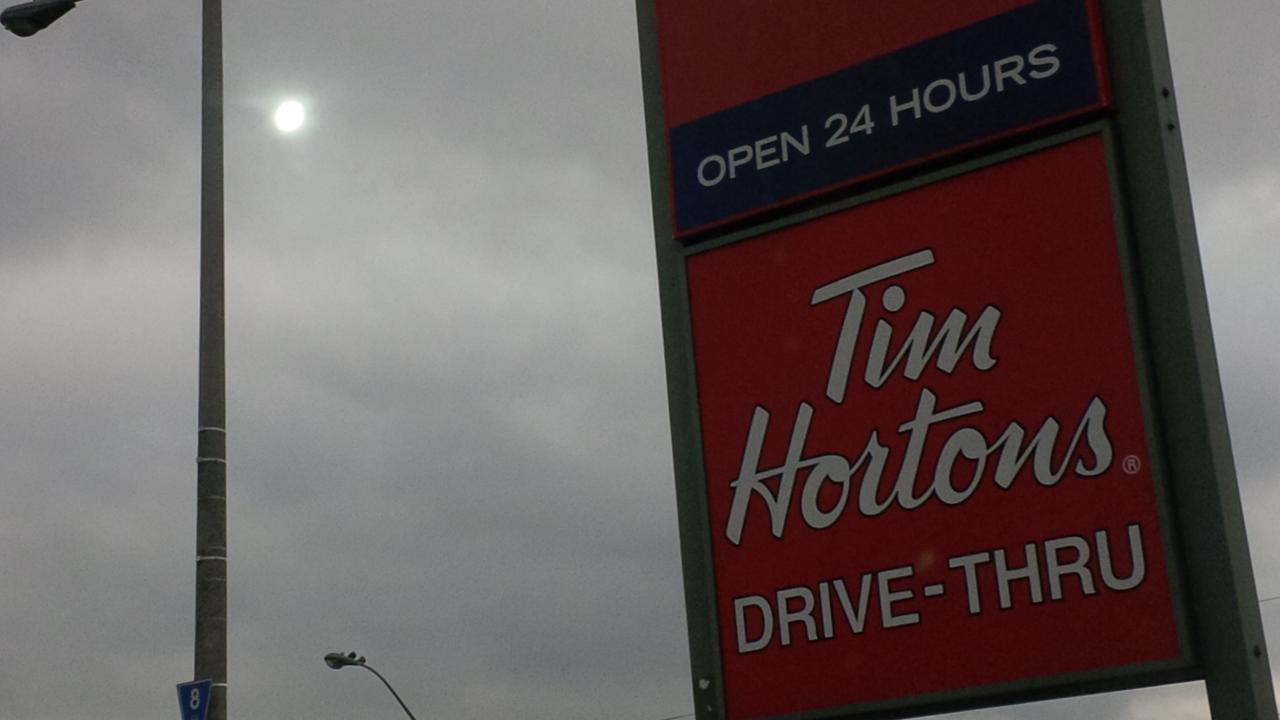 OPEN 24 HOURS
Tim
Hortons®
DRIVE-THRU
8